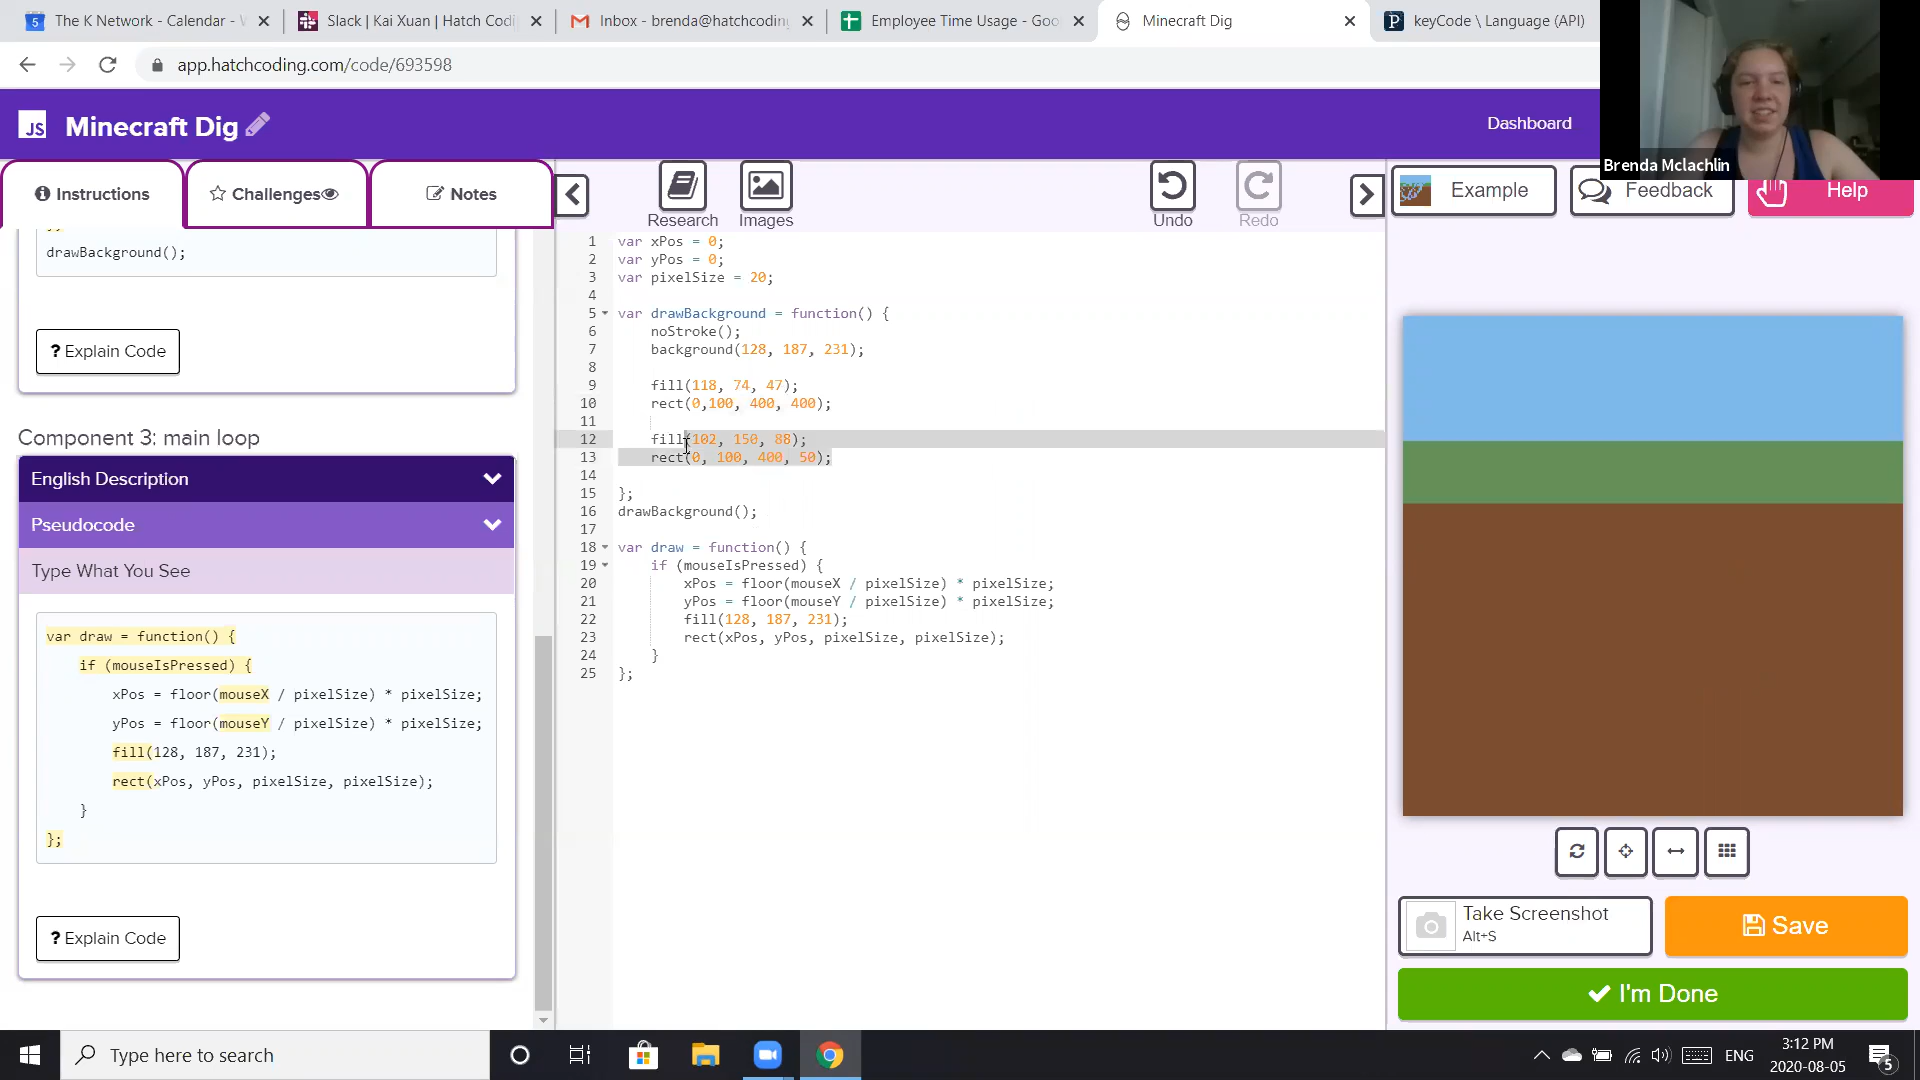 The K Network - Calendar - W
Slack | Kai Xuan | Hatch Codi
Inbox - brenda@hatchcoding
Employee Time Usage - Goo
Minecraft Dig
keyCode \ Language (API)
app.hatchcoding.com/code/693598
JS
Minecraft Dig
Dashboard
Brenda Mclachlin
Instructions
Challenges
Notes
Research
Images
Undo
Redo
Example
Feedback
Help
drawBackground();
? Explain Code
Component 3: main loop
English Description
Pseudocode
Type What You See
var draw = function() {
if (mouseIsPressed) {
xPos = floor(mouseX / pixelSize) * pixelSize;
yPos = floor(mouseY / pixelSize) * pixelSize;
fill(128, 187, 231);
rect(xPos, yPos, pixelSize, pixelSize);
}
};
? Explain Code
1 var xPos = 0;
2 var yPos = 0;
3 var pixelSize = 20;
4
5 var drawBackground = function() {
6 noStroke();
7 background(128, 187, 231);
8
9 fill(118, 74, 47);
10 rect(0,100, 400, 400);
11
12 fill(102, 150, 88);
13 rect(0, 100, 400, 50);
14
15 };
16 drawBackground();
17
18 var draw = function() {
19 if (mouseIsPressed) {
20 xPos = floor(mouseX / pixelSize) * pixelSize;
21 yPos = floor(mouseY / pixelSize) * pixelSize;
22 fill(128, 187, 231);
23 rect(xPos, yPos, pixelSize, pixelSize);
24 }
25 };
Take Screenshot
Alt+S
Save
I'm Done
Type here to search
ENG
3:12 PM
2020-08-05
5